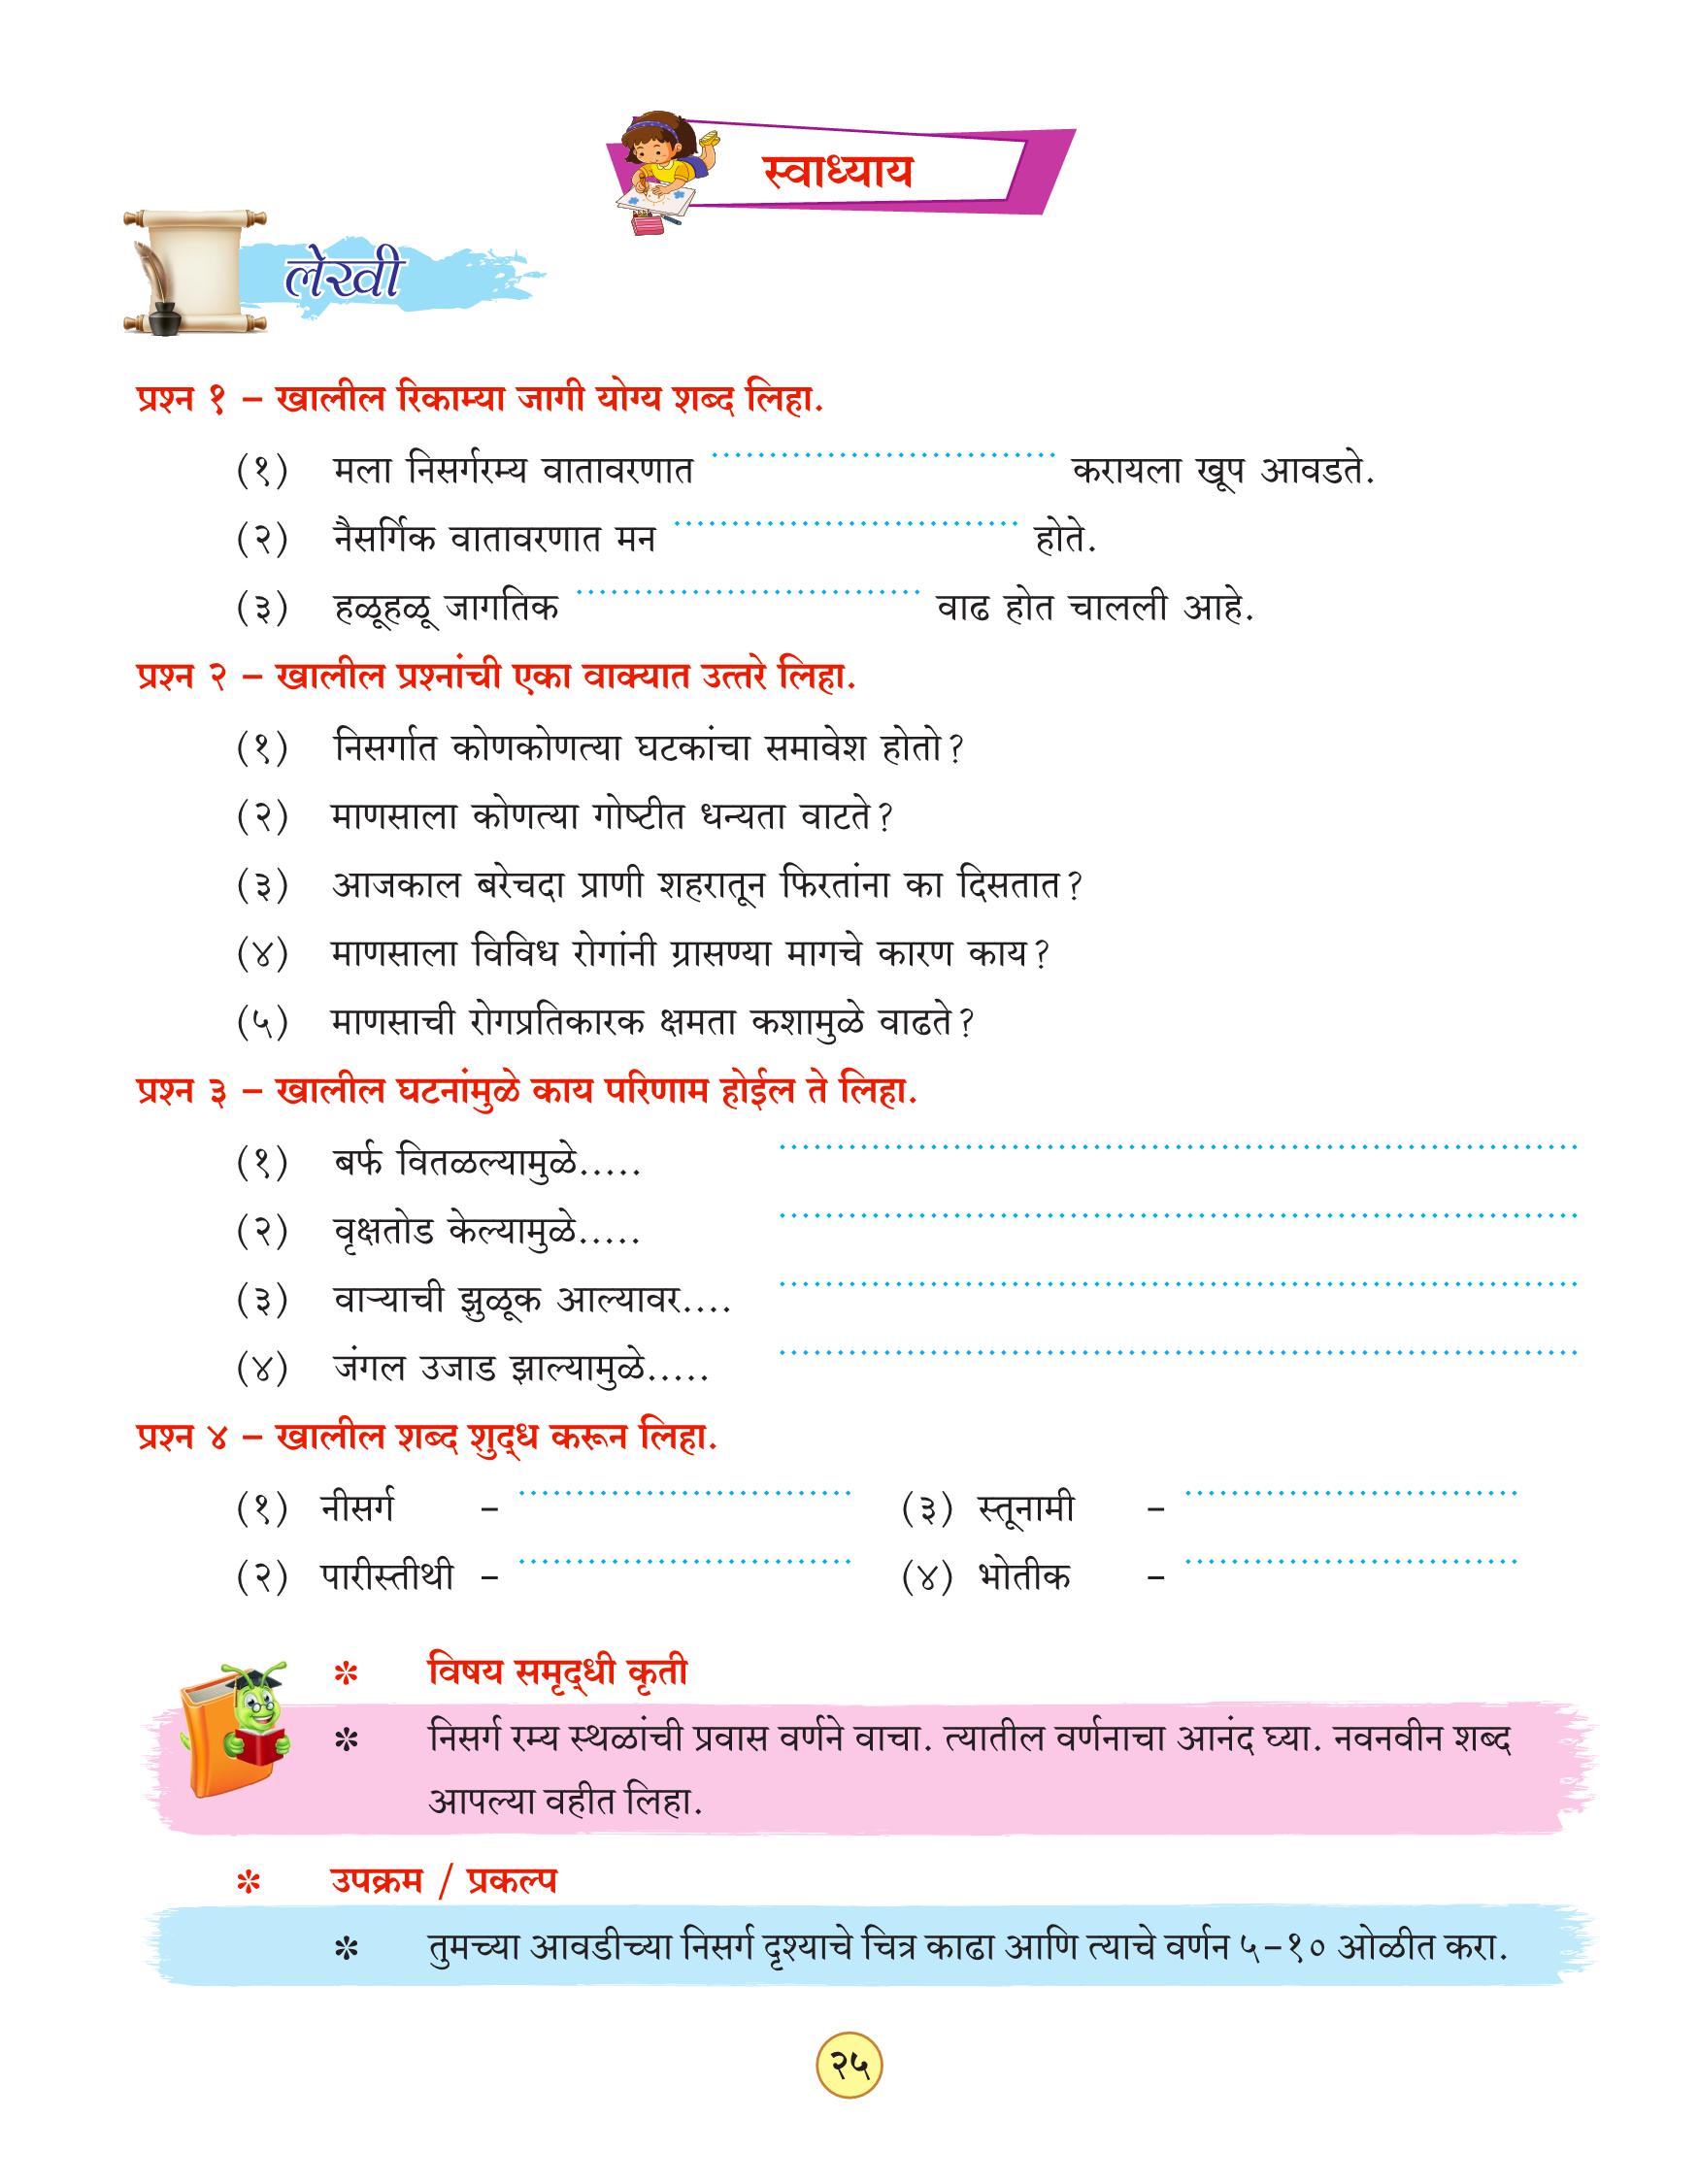 स्वाध्याय
लेखी
प्रश्न १ – खालील रिकाम्या जागी योग्य शब्द लिहा.
(१) मला निसर्गरम्य वातावरणात .............................. करायला खूप आवडते.
(२) नैसर्गिक वातावरणात मन .............................. होते.
(३) हळूहळू जागतिक .............................. वाढ होत चालली आहे.
प्रश्न २ – खालील प्रश्नांची एका वाक्यात उत्तरे लिहा.
(१) निसर्गात कोणकोणत्या घटकांचा समावेश होतो?
(२) माणसाला कोणत्या गोष्टीत धन्यता वाटते?
(३) आजकाल बरेचदा प्राणी शहरातून फिरतांना का दिसतात?
(४) माणसाला विविध रोगांनी ग्रासण्या मागचे कारण काय?
(५) माणसाची रोगप्रतिकारक क्षमता कशामुळे वाढते?
प्रश्न ३ – खालील घटनांमुळे काय परिणाम होईल ते लिहा.
(१) बर्फ वितळल्यामुळे..... ..............................
(२) वृक्षतोड केल्यामुळे..... ..............................
(३) वाऱ्याची झुळूक आल्यावर.... ..............................
(४) जंगल उजाड झाल्यामुळे..... ..............................
प्रश्न ४ – खालील शब्द शुद्ध करून लिहा.
(१) नीसर्ग – .............................. (३) स्तूनामी – ..............................
(२) पारीस्तीथी – .............................. (४) भोतीक – ..............................
* विषय समृद्धी कृती
* निसर्ग रम्य स्थळांची प्रवास वर्णने वाचा. त्यातील वर्णनाचा आनंद घ्या. नवनवीन शब्द
आपल्या वहीत लिहा.
* उपक्रम / प्रकल्प
* तुमच्या आवडीच्या निसर्ग दृश्याचे चित्र काढा आणि त्याचे वर्णन ५–१० ओळीत करा.
२५